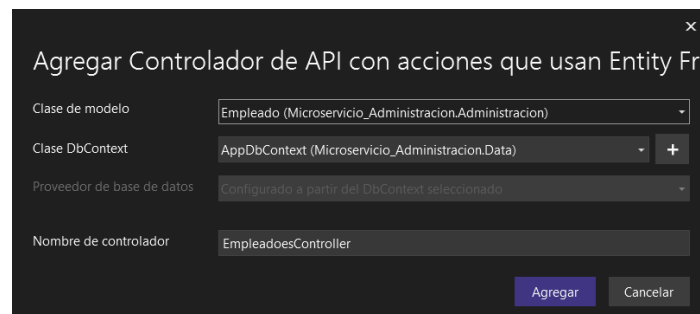 Agregar Controlador de API con acciones que usan Entity Fr
Clase de modelo
Empleado (Microservicio_Administracion.Administracion)
Clase DbContext
AppDbContext (Microservicio_Administracion.Data)
Proveedor de base de datos
Configurado a partir del DbContext seleccionado
Nombre de controlador
EmpleadoesController
Agregar Cancelar